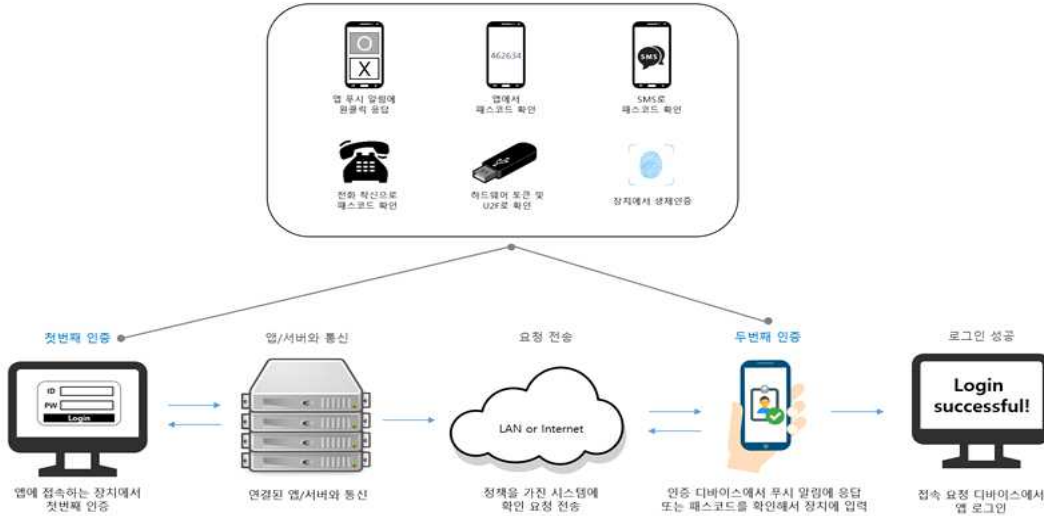 O
X
앱 푸시 알림에
원클릭 응답
462634
앱에서
패스코드 확인
SMS
SMS로
패스코드 확인
전화 착신으로
패스코드 확인
하드웨어 토큰 및
U2F로 확인
장치에서 생체인증
첫번째 인증
앱/서버와 통신
요청 전송
두번째 인증
로그인 성공
ID
PW
Login
LAN or Internet
Login
successful!
앱에 접속하는 장치에서
첫번째 인증
연결된 앱/서버와 통신
정책을 가진 시스템에
확인 요청 전송
인증 디바이스에서 푸시 알림에 응답
또는 패스코드를 확인해서 장치에 입력
접속 요청 디바이스에서
앱 로그인